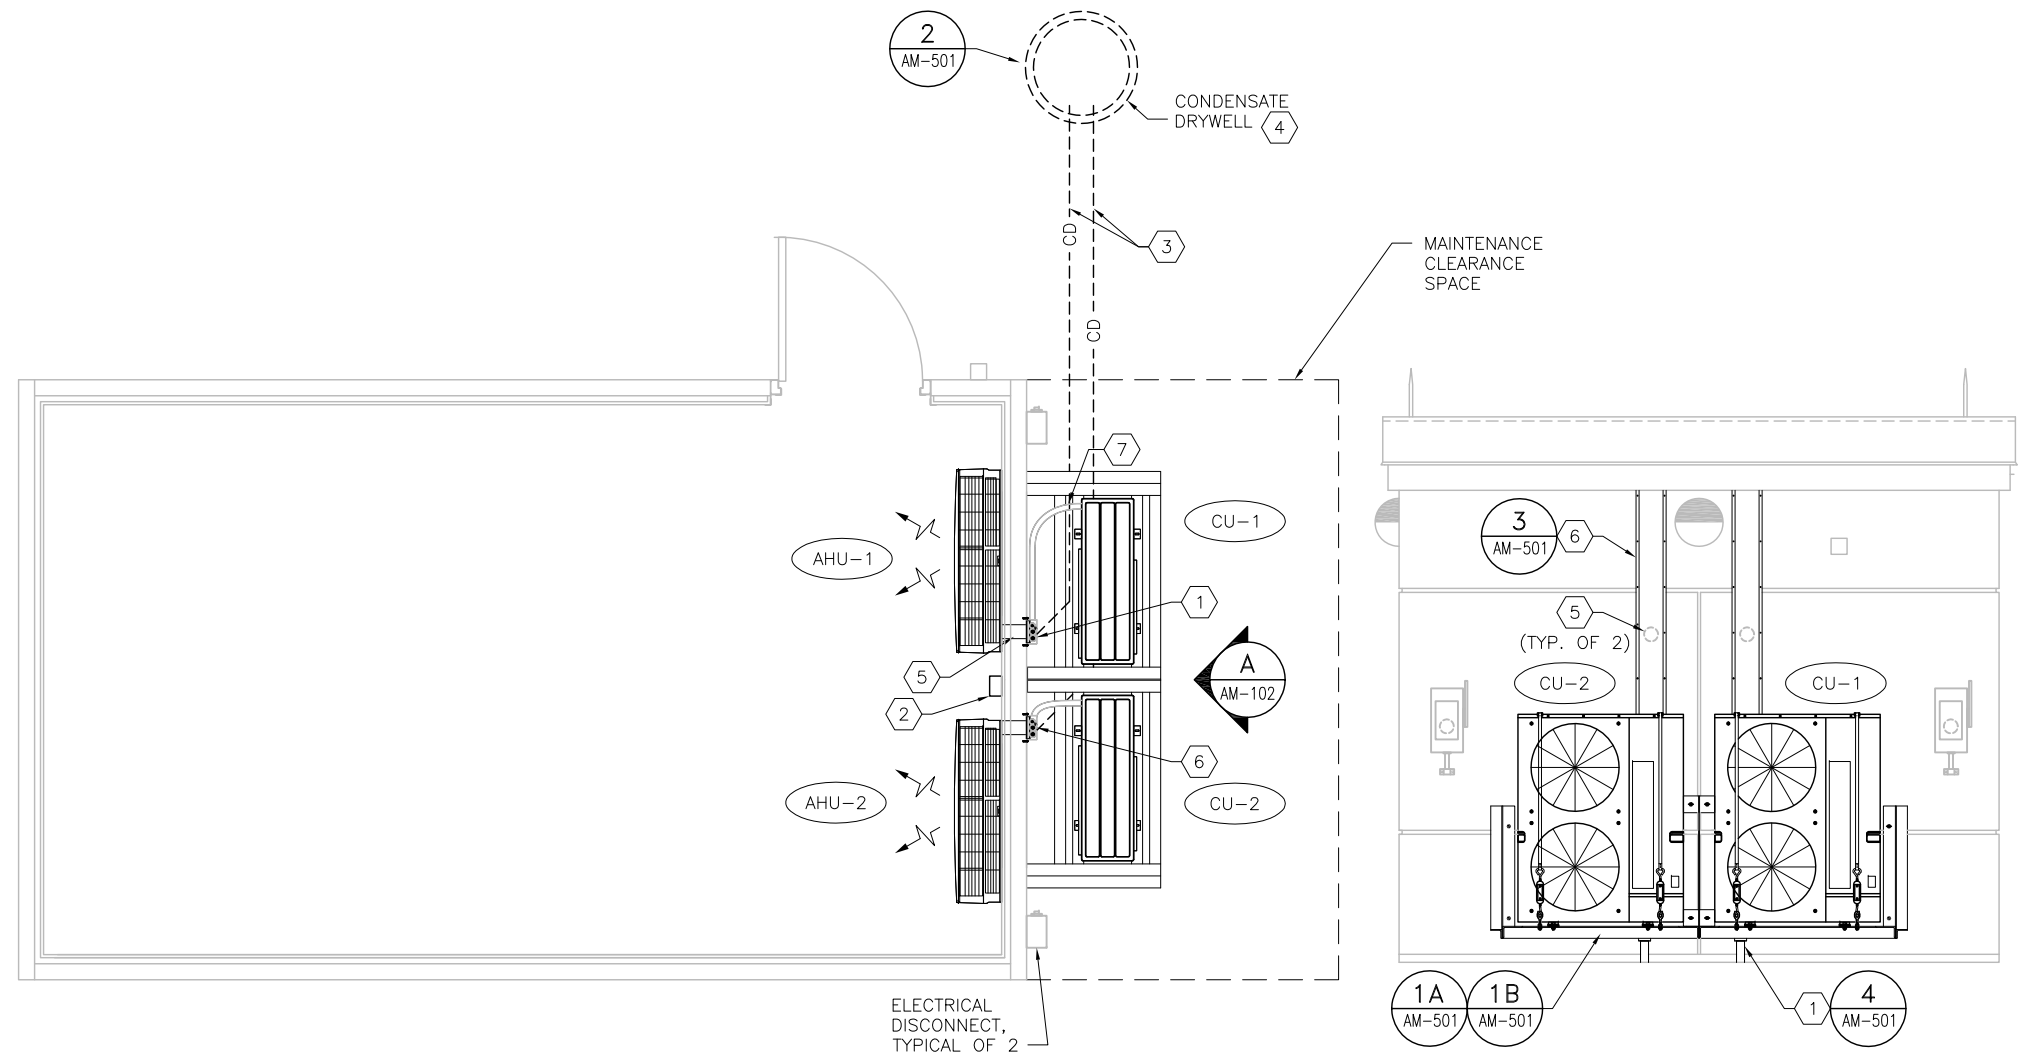 2
AM-501
CONDENSATE
DRYWELL 4
CD
3
CD
MAINTENANCE
CLEARANCE
SPACE
7
CU-1
AHU-1
1
5
A
AM-102
2
6
AHU-2
CU-2
ELECTRICAL
DISCONNECT,
TYPICAL OF 2
3
AM-501
6
5
(TYP. OF 2)
CU-2
CU-1
1A
AM-501
1B
AM-501
1
4
AM-501